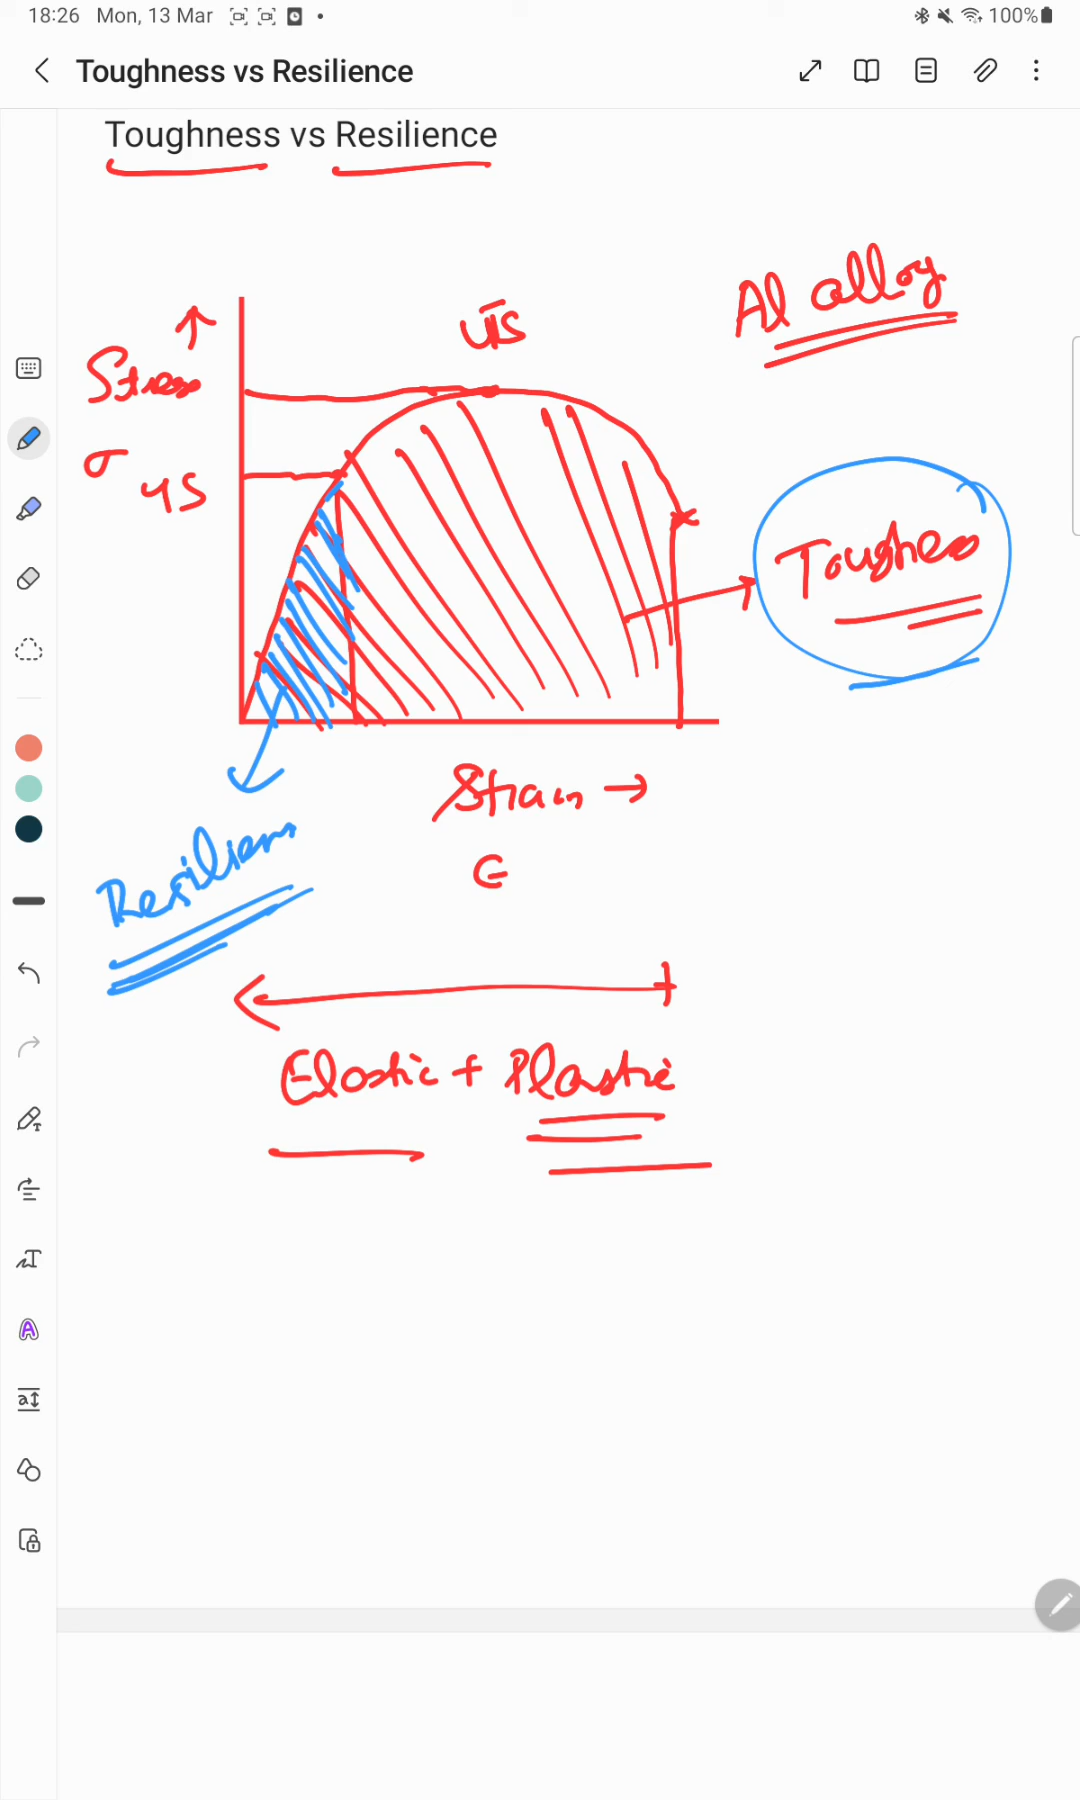 18:26 Mon, 13 Mar 100%
Toughness vs Resilience
Toughness vs Resilience
Al alloy
UTS
Stress
σ
YS
Toughness
Strain →
ϵ
Elastic + Plastic